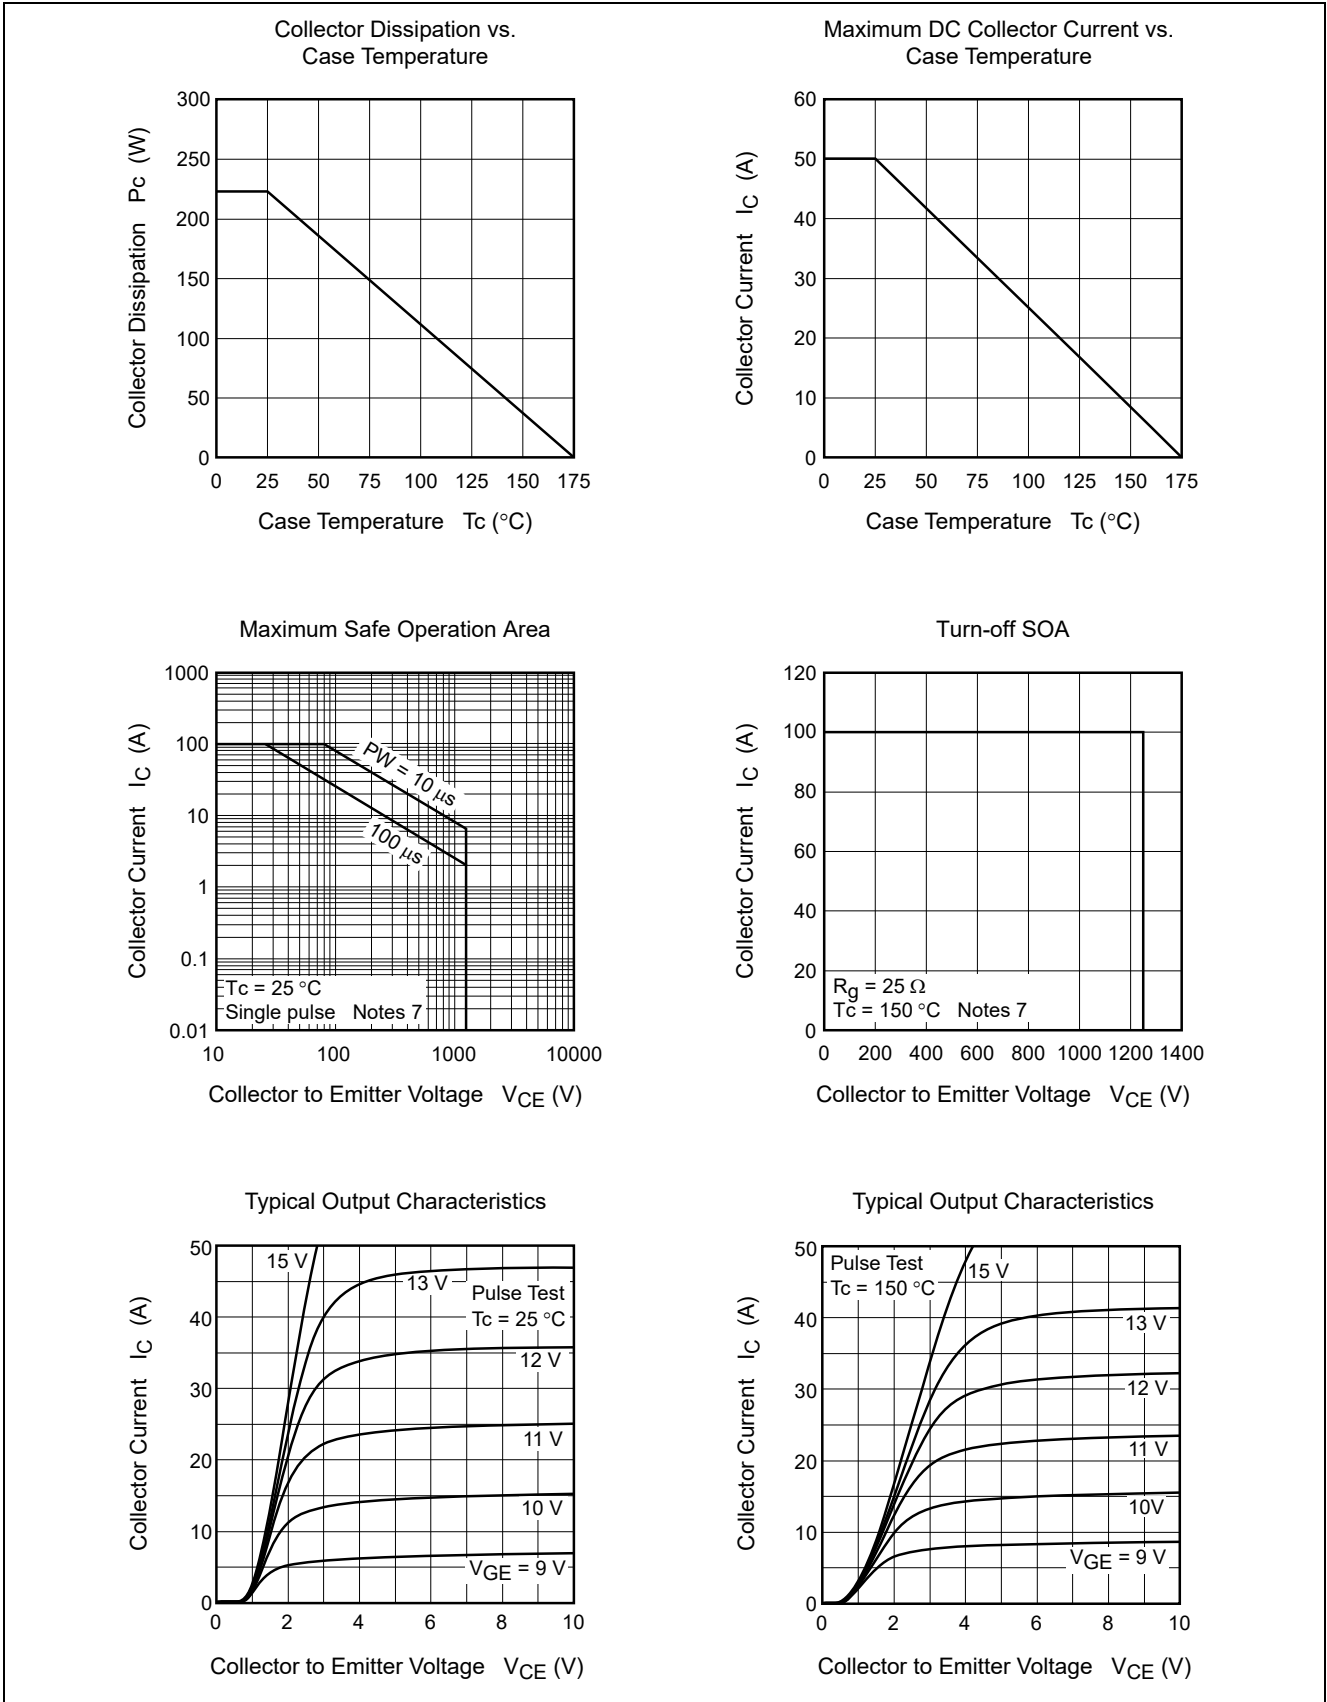 Collector Dissipation vs.
Case Temperature
300
250
200
150
100
50
0
0 25 50 75 100 125 150 175
Collector Dissipation Pc (W)
Case Temperature Tc (°C)
Maximum DC Collector Current vs.
Case Temperature
60
50
40
30
20
10
0
0 25 50 75 100 125 150 175
Collector Current IC (A)
Case Temperature Tc (°C)
Maximum Safe Operation Area
1000
100
10
1
0.1
0.01
10 100 1000 10000
PW = 10 μs
100 μs
Tc = 25 °C
Single pulse Notes 7
Collector Current IC (A)
Collector to Emitter Voltage VCE (V)
Turn-off SOA
120
100
80
60
40
20
0
0 200 400 600 800 1000 1200 1400
Rg = 25 Ω
Tc = 150 °C Notes 7
Collector Current IC (A)
Collector to Emitter Voltage VCE (V)
Typical Output Characteristics
50
40
30
20
10
0
0 2 4 6 8 10
15 V
13 V
Pulse Test
Tc = 25 °C
12 V
11 V
10 V
VGE = 9 V
Collector Current IC (A)
Collector to Emitter Voltage VCE (V)
Typical Output Characteristics
50
40
30
20
10
0
0 2 4 6 8 10
Pulse Test
Tc = 150 °C
15 V
13 V
12 V
11 V
10V
VGE = 9 V
Collector Current IC (A)
Collector to Emitter Voltage VCE (V)